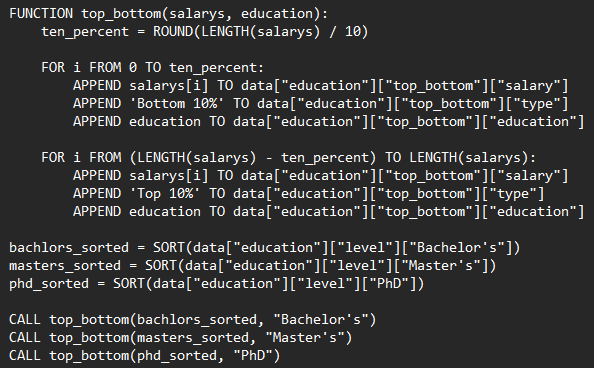 FUNCTION top_bottom(salarys, education):
    ten_percent = ROUND(LENGTH(salarys) / 10)

    FOR i FROM 0 TO ten_percent:
        APPEND salarys[i] TO data["education"]["top_bottom"]["salary"]
        APPEND 'Bottom 10%' TO data["education"]["top_bottom"]["type"]
        APPEND education TO data["education"]["top_bottom"]["education"]

    FOR i FROM (LENGTH(salarys) - ten_percent) TO LENGTH(salarys):
        APPEND salarys[i] TO data["education"]["top_bottom"]["salary"]
        APPEND 'Top 10%' TO data["education"]["top_bottom"]["type"]
        APPEND education TO data["education"]["top_bottom"]["education"]

bachlors_sorted = SORT(data["education"]["level"]["Bachelor's"])
masters_sorted = SORT(data["education"]["level"]["Master's"])
phd_sorted = SORT(data["education"]["level"]["PhD"])

CALL top_bottom(bachlors_sorted, "Bachelor's")
CALL top_bottom(masters_sorted, "Master's")
CALL top_bottom(phd_sorted, "PhD")